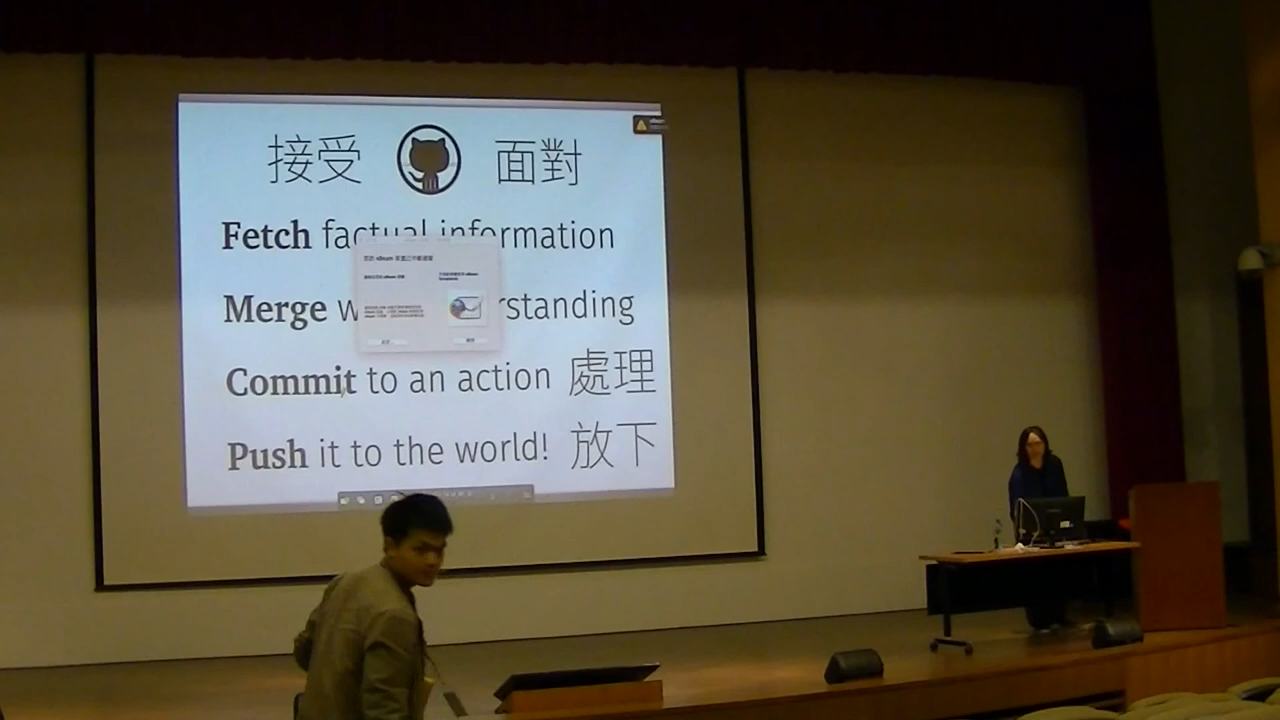 接受 面對
Fetch factual information
Merge w rstanding
Commit to an action 處理
Push it to the world! 放下